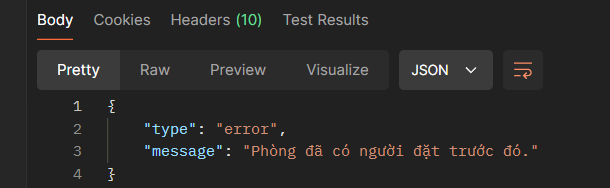 Body Cookies Headers (10) Test Results
Pretty Raw Preview Visualize JSON
1 {
2 "type": "error",
3 "message": "Phòng đã có người đặt trước đó."
4 }